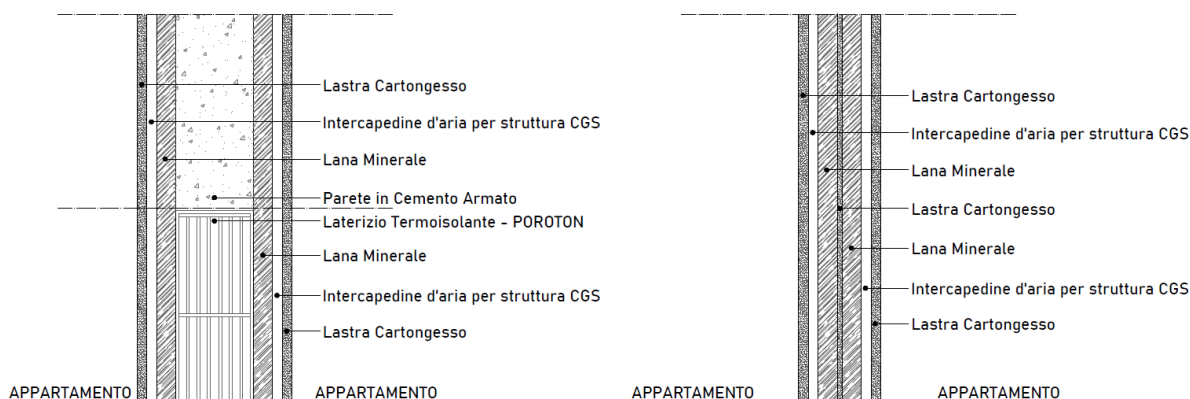 Lastra Cartongesso
Intercapedine d'aria per struttura CGS
Lana Minerale
Parete in Cemento Armato
Laterizio Termoisolante - POROTON
Lana Minerale
Intercapedine d'aria per struttura CGS
Lastra Cartongesso
APPARTAMENTO
APPARTAMENTO
Lastra Cartongesso
Intercapedine d'aria per struttura CGS
Lana Minerale
Lastra Cartongesso
Lana Minerale
Intercapedine d'aria per struttura CGS
Lastra Cartongesso
APPARTAMENTO
APPARTAMENTO